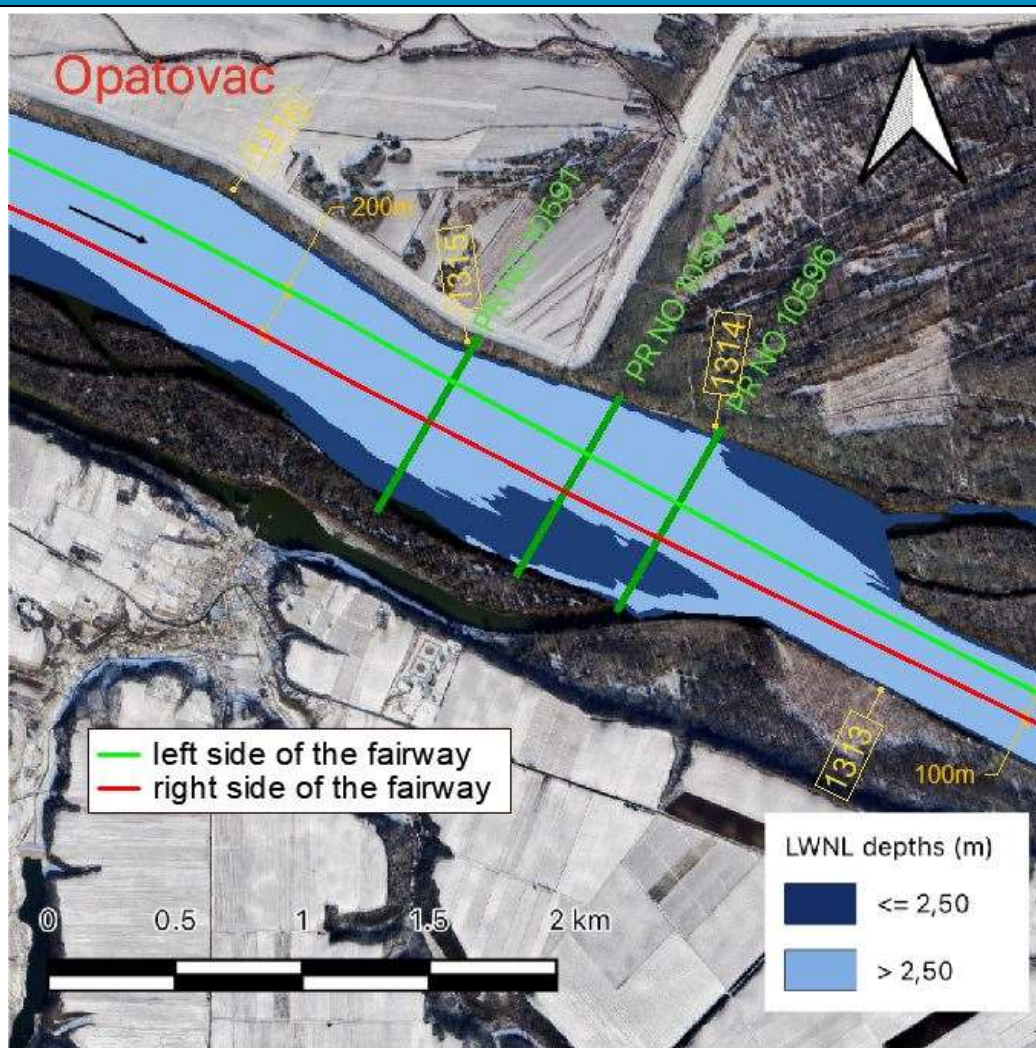 Opatovac
1316
200m
1315
PR NO 10591
PR NO 10594
1314
PR NO 10596
left side of the fairway
right side of the fairway
1313
100m
LWNL depths (m)
<= 2,50
> 2,50
0 0.5 1 1.5 2 km